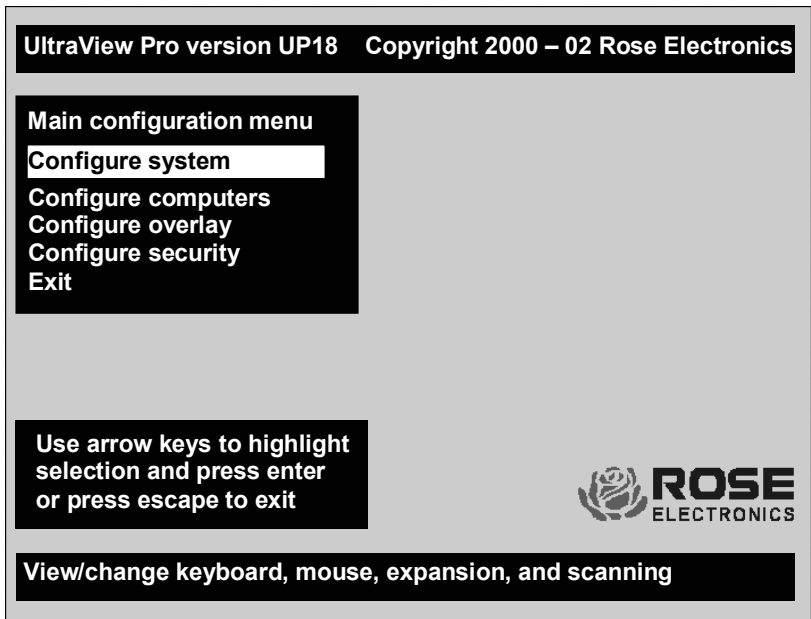 UltraView Pro version UP18 Copyright 2000 – 02 Rose Electronics
Main configuration menu
Configure system
Configure computers
Configure overlay
Configure security
Exit
Use arrow keys to highlight
selection and press enter
or press escape to exit
ROSE
ELECTRONICS
View/change keyboard, mouse, expansion, and scanning